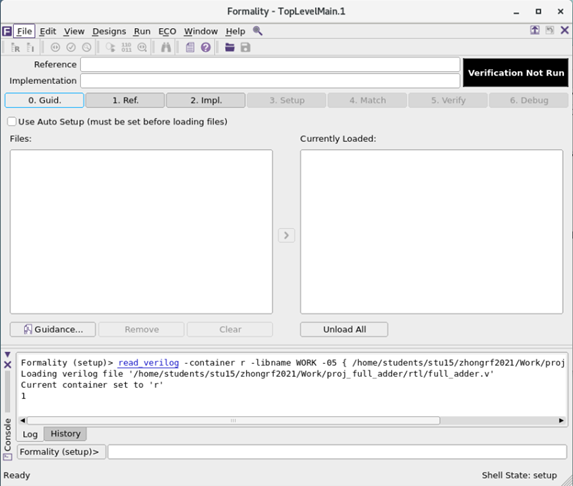 Formality - TopLevelMain.1
File Edit View Designs Run ECO Window Help
Reference
Implementation
Verification Not Run
0. Guid. 1. Ref. 2. Impl. 3. Setup 4. Match 5. Verify 6. Debug
Use Auto Setup (must be set before loading files)
Files: Currently Loaded:
Guidance... Remove Clear Unload All
Formality (setup)> read_verilog -container r -libname WORK -05 { /home/students/stu15/zhongrf2021/Work/proj
Loading verilog file '/home/students/stu15/zhongrf2021/Work/proj_full_adder/rtl/full_adder.v'
Current container set to 'r'
1
Console
Log History
Formality (setup)>
Ready Shell State: setup